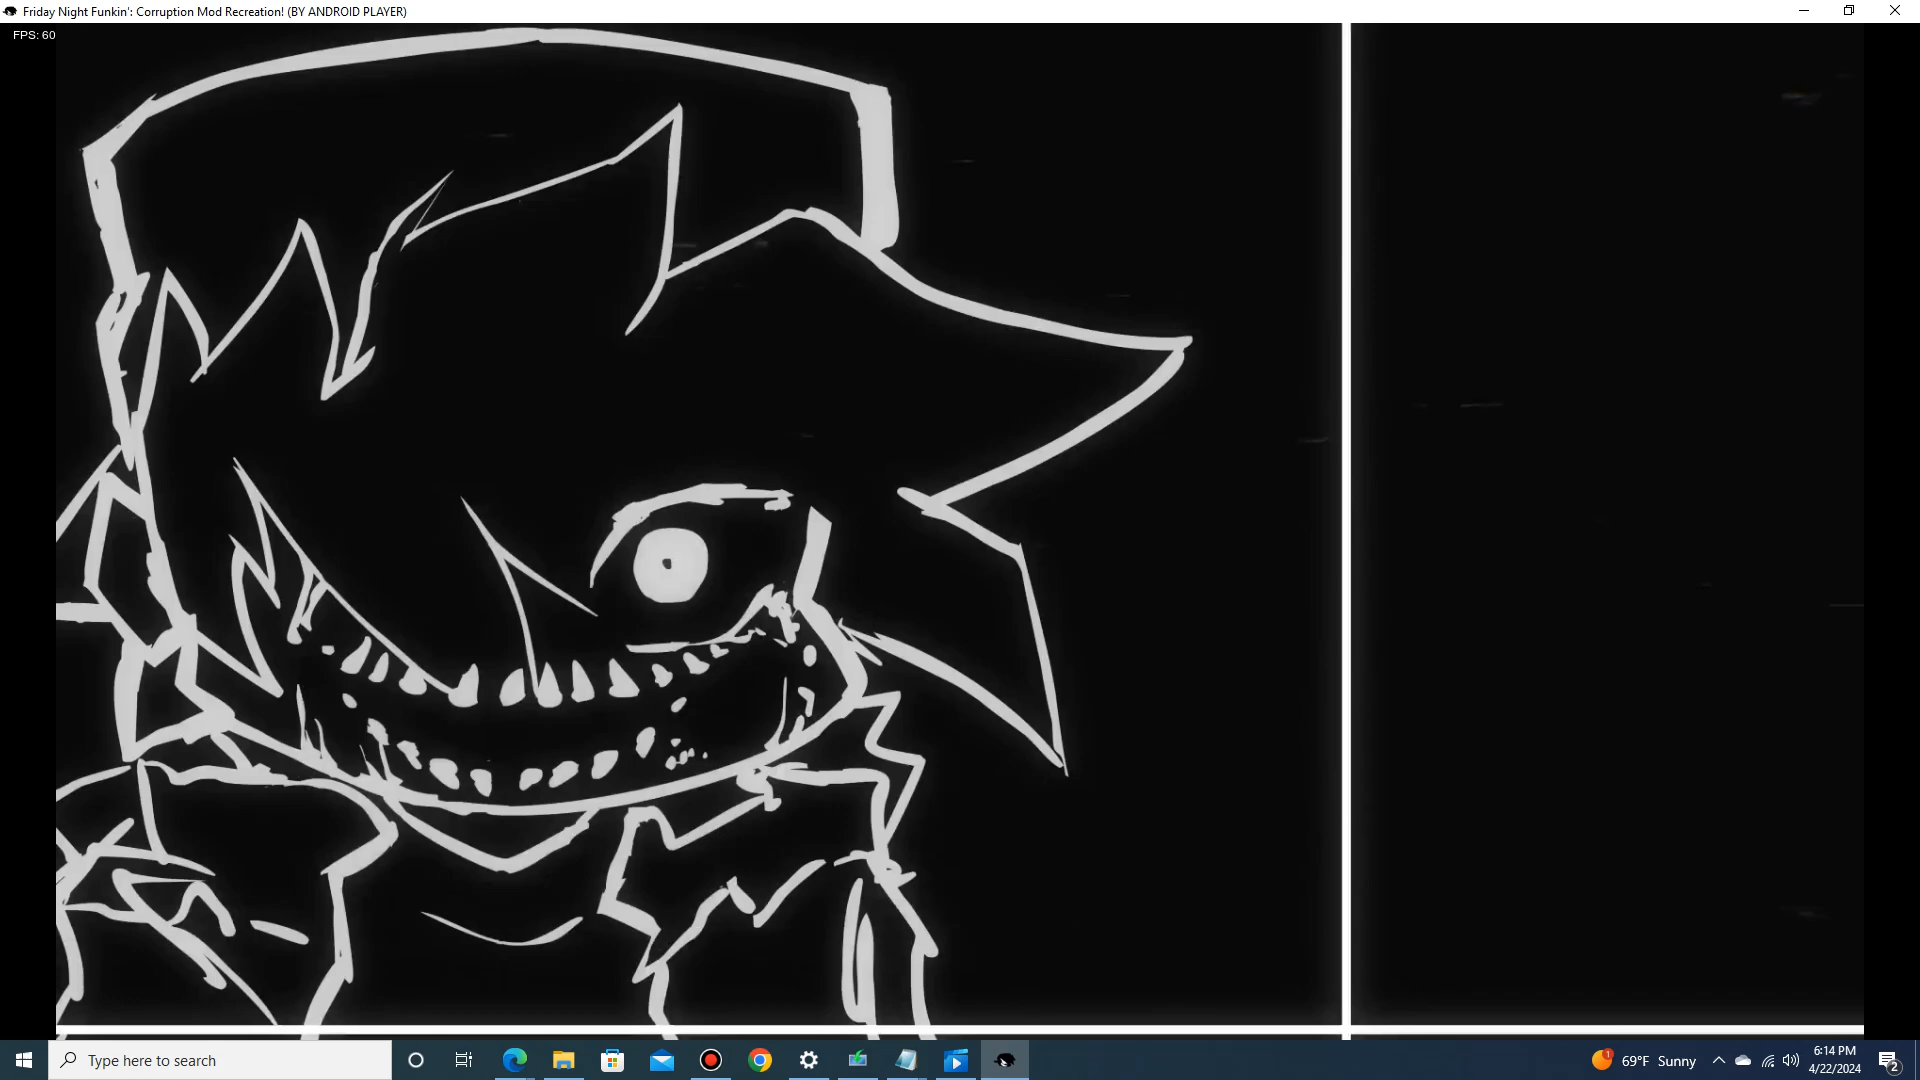 Friday Night Funkin': Corruption Mod Recreation! (BY ANDROID PLAYER)
FPS: 60
Type here to search
1
69°F Sunny
6:14 PM
4/22/2024
2